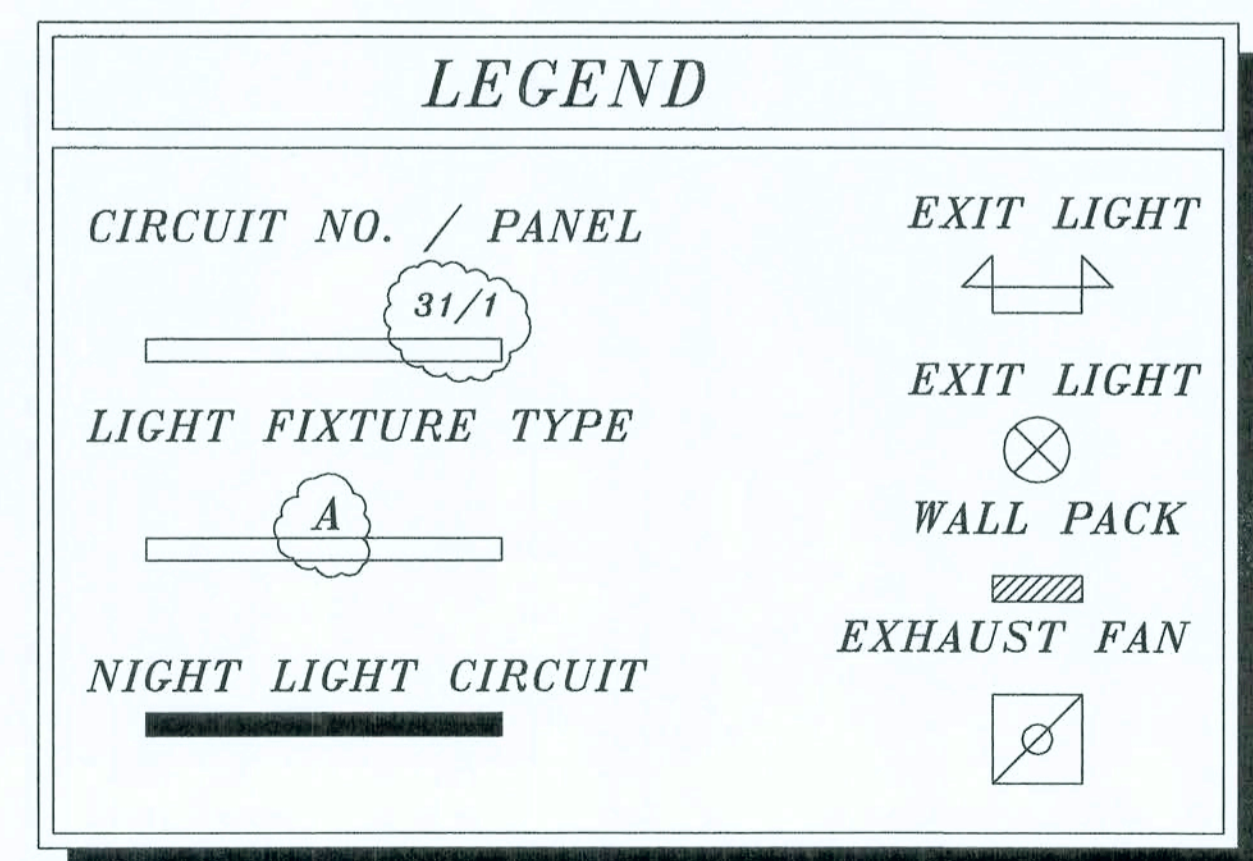 LEGEND
CIRCUIT NO. / PANEL
31/1
LIGHT FIXTURE TYPE
A
NIGHT LIGHT CIRCUIT
EXIT LIGHT
EXIT LIGHT
WALL PACK
EXHAUST FAN